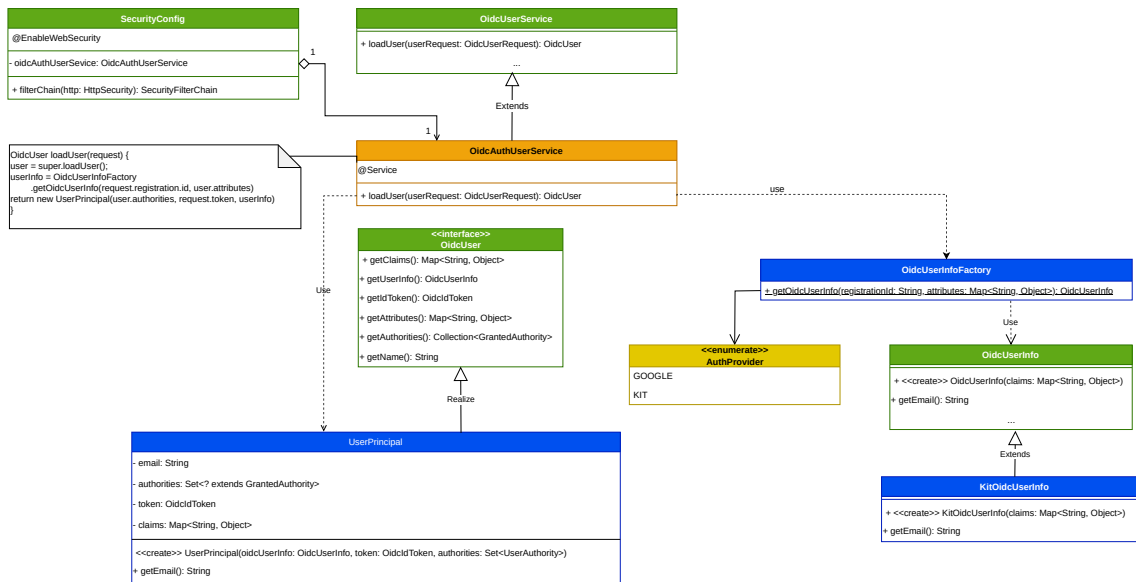 SecurityConfig
@EnableWebSecurity
- oidcAuthUserSevice: OidcAuthUserService
+ filterChain(http: HttpSecurity): SecurityFilterChain
1
1
OidcUserService
+ loadUser(userRequest: OidcUserRequest): OidcUser
...
Extends
OidcAuthUserService
@Service
+ loadUser(userRequest: OidcUserRequest): OidcUser
OidcUser loadUser(request) {
user = super.loadUser();
userInfo = OidcUserInfoFactory
.getOidcUserInfo(request.registration.id, user.attributes)
return new UserPrincipal(user.authorities, request.token, userInfo)
}
use
Use
<<interface>>
OidcUser
+ getClaims(): Map<String, Object>
+ getUserInfo(): OidcUserInfo
+ getIdToken(): OidcIdToken
+ getAttributes(): Map<String, Object>
+ getAuthorities(): Collection<GrantedAuthority>
+ getName(): String
Realize
OidcUserInfoFactory
+ getOidcUserInfo(registrationId: String, attributes: Map<String, Object>): OidcUserInfo
Use
<<enumerate>>
AuthProvider
GOOGLE
KIT
OidcUserInfo
+ <<create>> OidcUserInfo(claims: Map<String, Object>)
+ getEmail(): String
...
Extends
KitOidcUserInfo
+ <<create>> KitOidcUserInfo(claims: Map<String, Object>)
+ getEmail(): String
UserPrincipal
- email: String
- authorities: Set<? extends GrantedAuthority>
- token: OidcIdToken
- claims: Map<String, Object>
<<create>> UserPrincipal(oidcUserInfo: OidcUserInfo, token: OidcIdToken, authorities: Set<UserAuthority>)
+ getEmail(): String